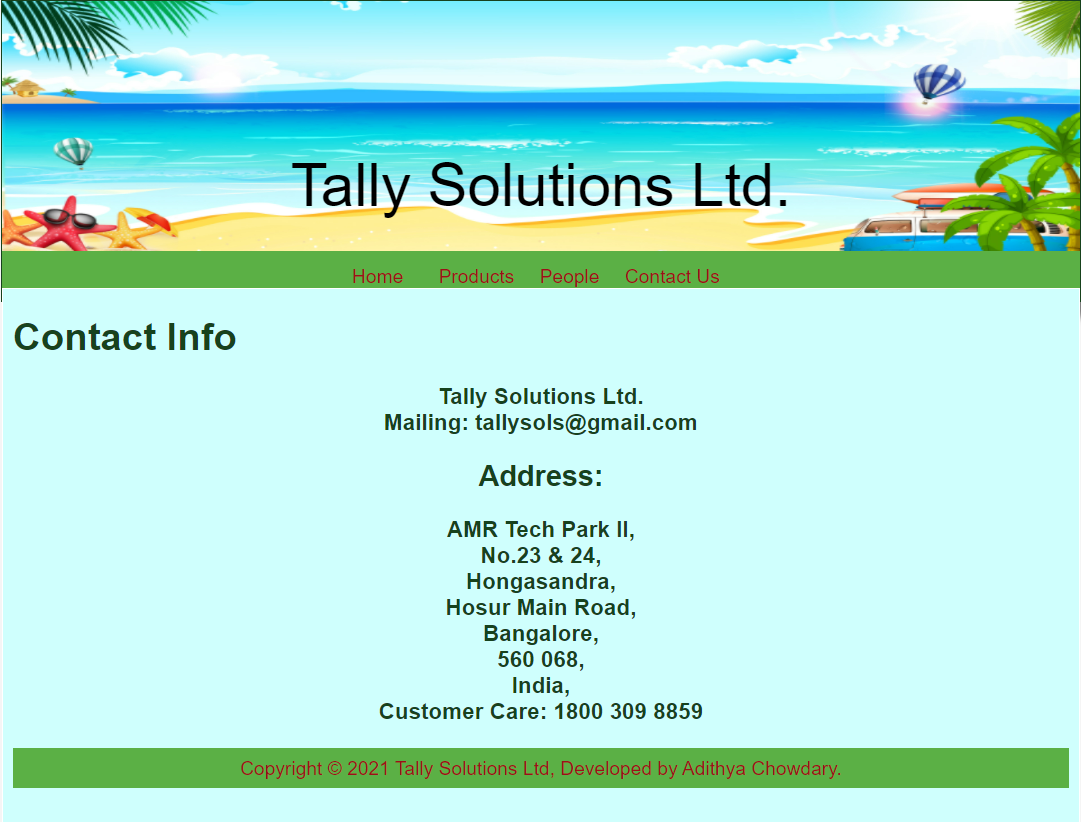 Tally Solutions Ltd.
Home Products People Contact Us
Contact Info
Tally Solutions Ltd.
Mailing: tallysols@gmail.com
Address:
AMR Tech Park II,
No.23 & 24,
Hongasandra,
Hosur Main Road,
Bangalore,
560 068,
India,
Customer Care: 1800 309 8859
Copyright © 2021 Tally Solutions Ltd, Developed by Adithya Chowdary.